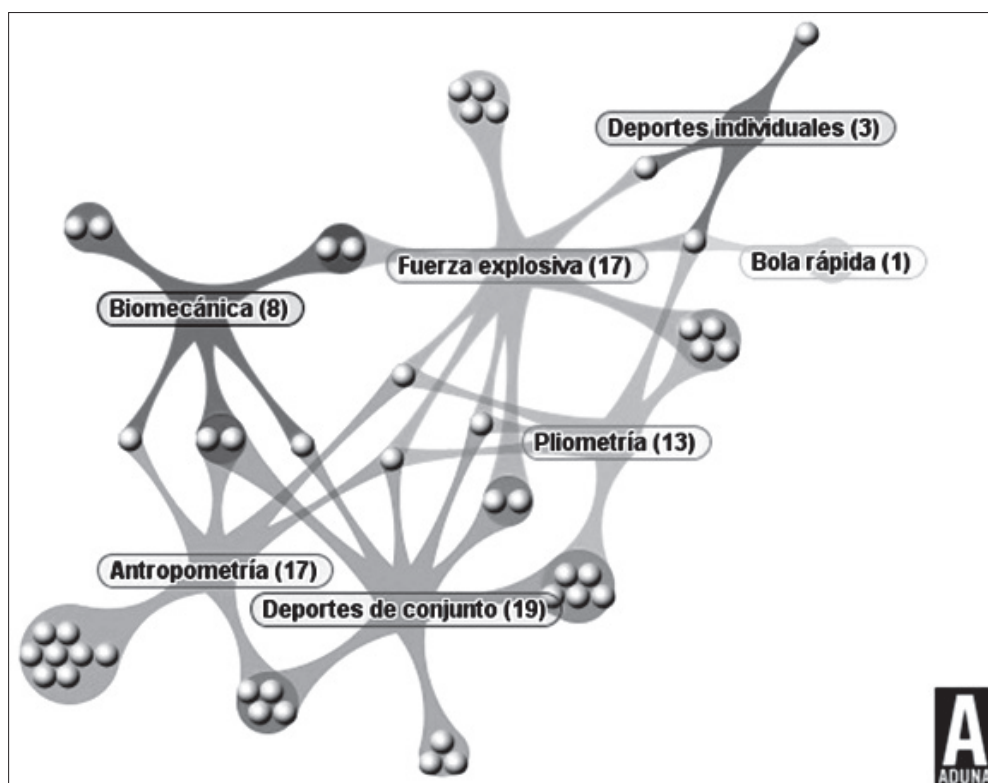 Deportes individuales (3)
Fuerza explosiva (17)
Bola rápida (1)
Biomecánica (8)
Pliometría (13)
Antropometría (17)
Deportes de conjunto (19)
A
ADUNA